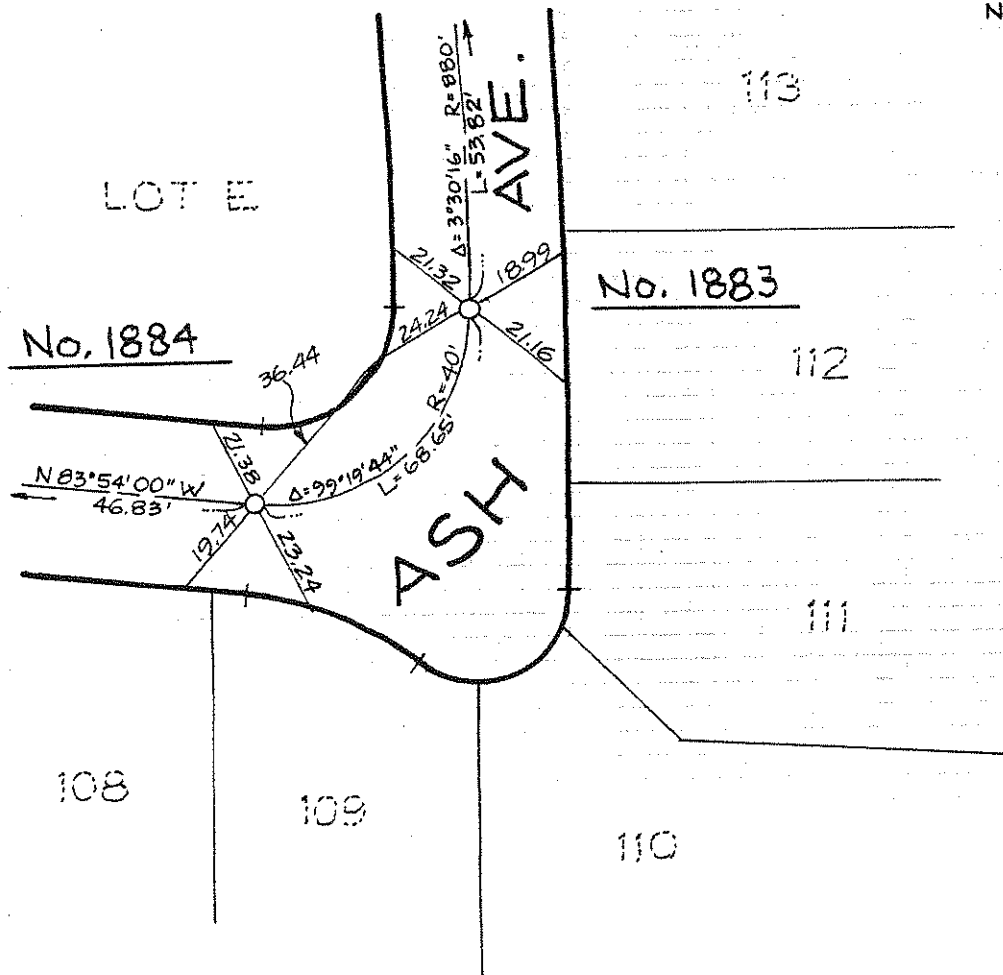 N
113
Δ=3°30'16" R=880'
L=53.82'
AVE.
LOT E
21.32
18.99
No. 1883
No. 1884
24.24
21.16
36.44
112
21.38
Δ=99°19'44" R=40'
L=68.65'
N 83°54'00" W
46.83'
19.74
23.24
ASH
111
108
109
110